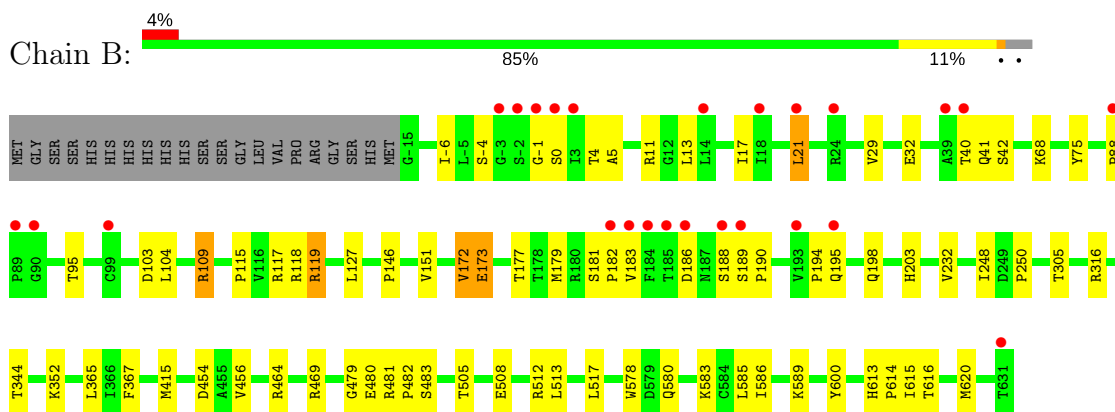 4%
Chain B:
85% 11% • •
MET GLY SER SER HIS HIS HIS HIS HIS HIS SER SER GLY LEU VAL PRO ARG GLY SER HIS MET G-15 I-6 L-5 S-4 G-3 S-2 G-1 S0 I3 T4 A5 R11 G12 L13 L14 I17 I18 L21 R24 V29 E32 A39 T40 Q41 S42 K68 Y75
P89 G90 T95 C99 D103 L104 R109 P115 V116 R117 R118 R119 L127 P146 V151 V172 E173 T177 T178 M179 R180 S181 P182 V183 F184 T185 D186 N187 S188 S189 P190 V193 P194 Q195 Q198 H203 V232 I248 D249 P250 T305 R316
T344 K352 L365 I366 F367 M415 D454 A455 V456 R464 R469 G479 E480 R481 P482 S483 T505 E508 R512 L513 L517 W578 D579 Q580 K583 C584 L585 I586 K589 Y600 H613 P614 I615 T616 M620 T631